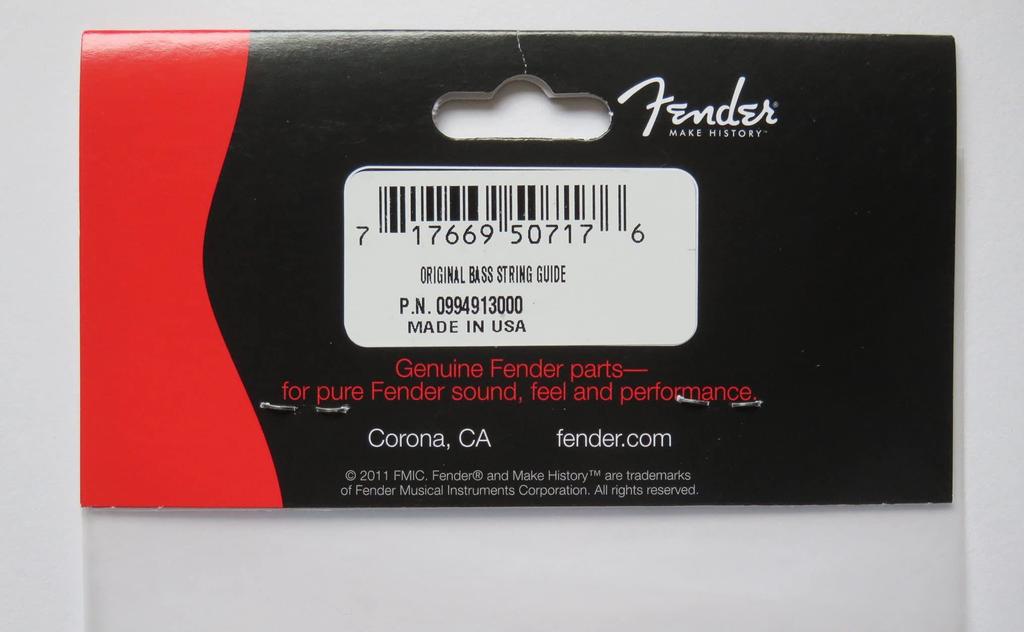 Fender®
MAKE HISTORY™
7 17669 50717 6
ORIGINAL BASS STRING GUIDE
P.N. 0994913000
MADE IN USA
Genuine Fender parts—
for pure Fender sound, feel and performance.
Corona, CA fender.com
© 2011 FMIC. Fender® and Make History™ are trademarks
of Fender Musical Instruments Corporation. All rights reserved.